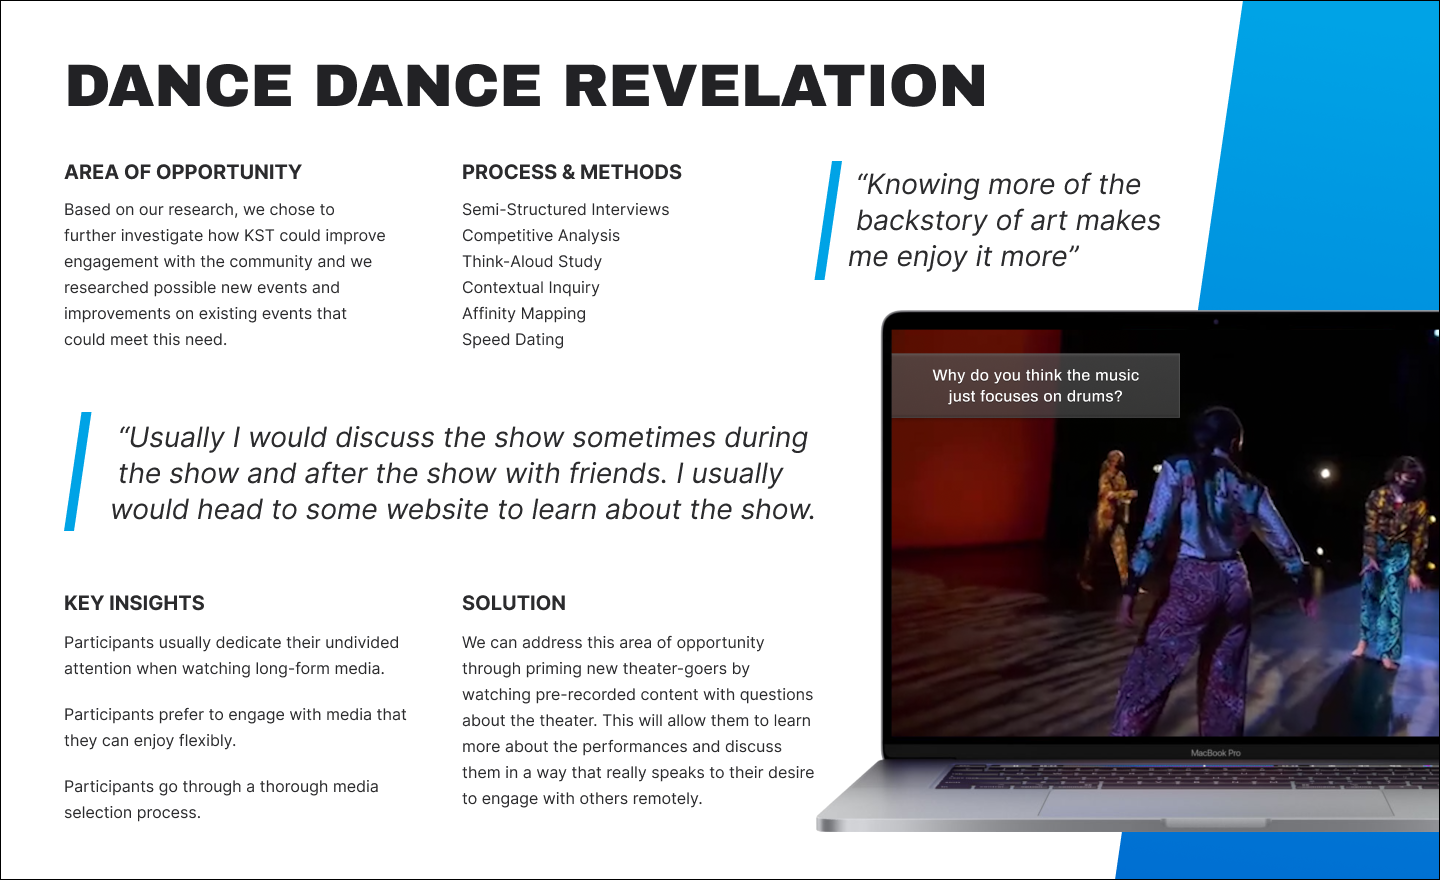 DANCE DANCE REVELATION
AREA OF OPPORTUNITY
Based on our research, we chose to
further investigate how KST could improve
engagement with the community and we
researched possible new events and
improvements on existing events that
could meet this need.
PROCESS & METHODS
Semi-Structured Interviews
Competitive Analysis
Think-Aloud Study
Contextual Inquiry
Affinity Mapping
Speed Dating
“Knowing more of the
backstory of art makes
me enjoy it more”
“Usually I would discuss the show sometimes during
the show and after the show with friends. I usually
would head to some website to learn about the show.
KEY INSIGHTS
Participants usually dedicate their undivided
attention when watching long-form media.
Participants prefer to engage with media that
they can enjoy flexibly.
Participants go through a thorough media
selection process.
SOLUTION
We can address this area of opportunity
through priming new theater-goers by
watching pre-recorded content with questions
about the theater. This will allow them to learn
more about the performances and discuss
them in a way that really speaks to their desire
to engage with others remotely.
Why do you think the music
just focuses on drums?
MacBook Pro